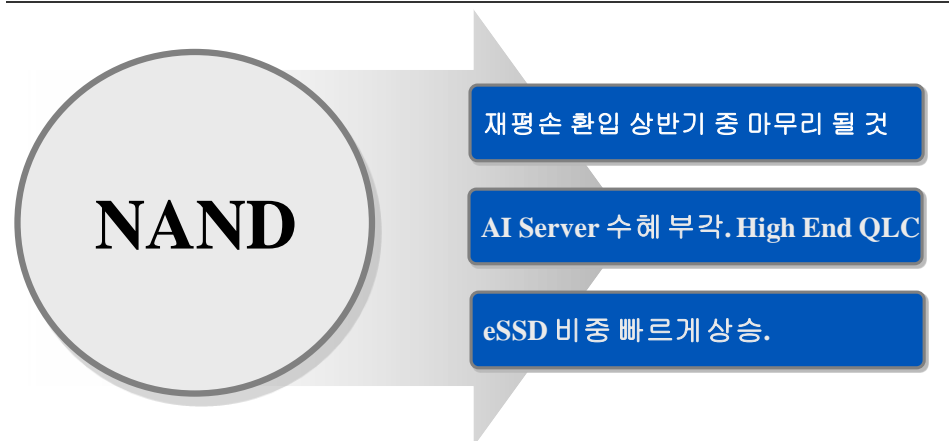 NAND
재평손 환입 상반기 중 마무리 될 것
AI Server 수혜 부각. High End QLC
eSSD 비중 빠르게 상승.